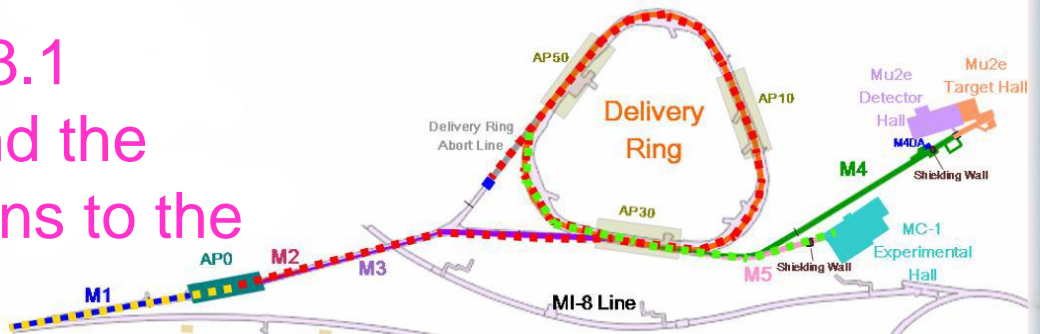 3.1
nd the
ns to the
AP50
Delivery
Ring
AP10
Delivery Ring
Abort Line
Mu2e
Detector
Hall
Mu2e
Target Hall
M4DA
Shielding Wall
M4
AP30
MC-1
Experimental
Hall
M5
Shielding Wall
AP0
M2
M3
M1
MI-8 Line